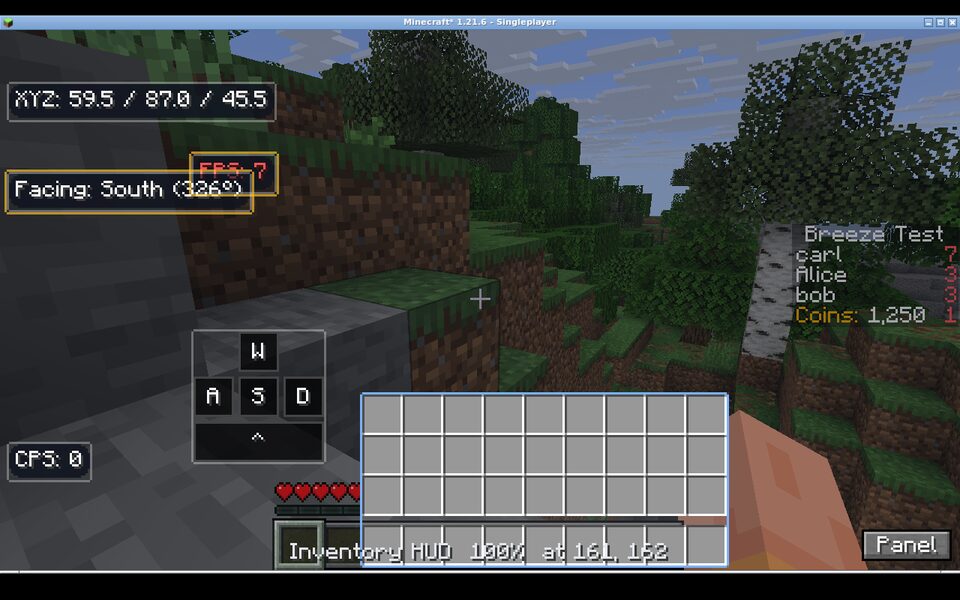 Minecraft* 1.21.6 - Singleplayer
XYZ: 59.5 / 87.0 / 45.5
FPS: 7
Facing: South (326°)
Breeze Test
carl 7
Alice 3
bob 3
Coins: 1,250 1
W
A S D
^
CPS: 0
Inventory HUD 100% at 161, 162
Panel